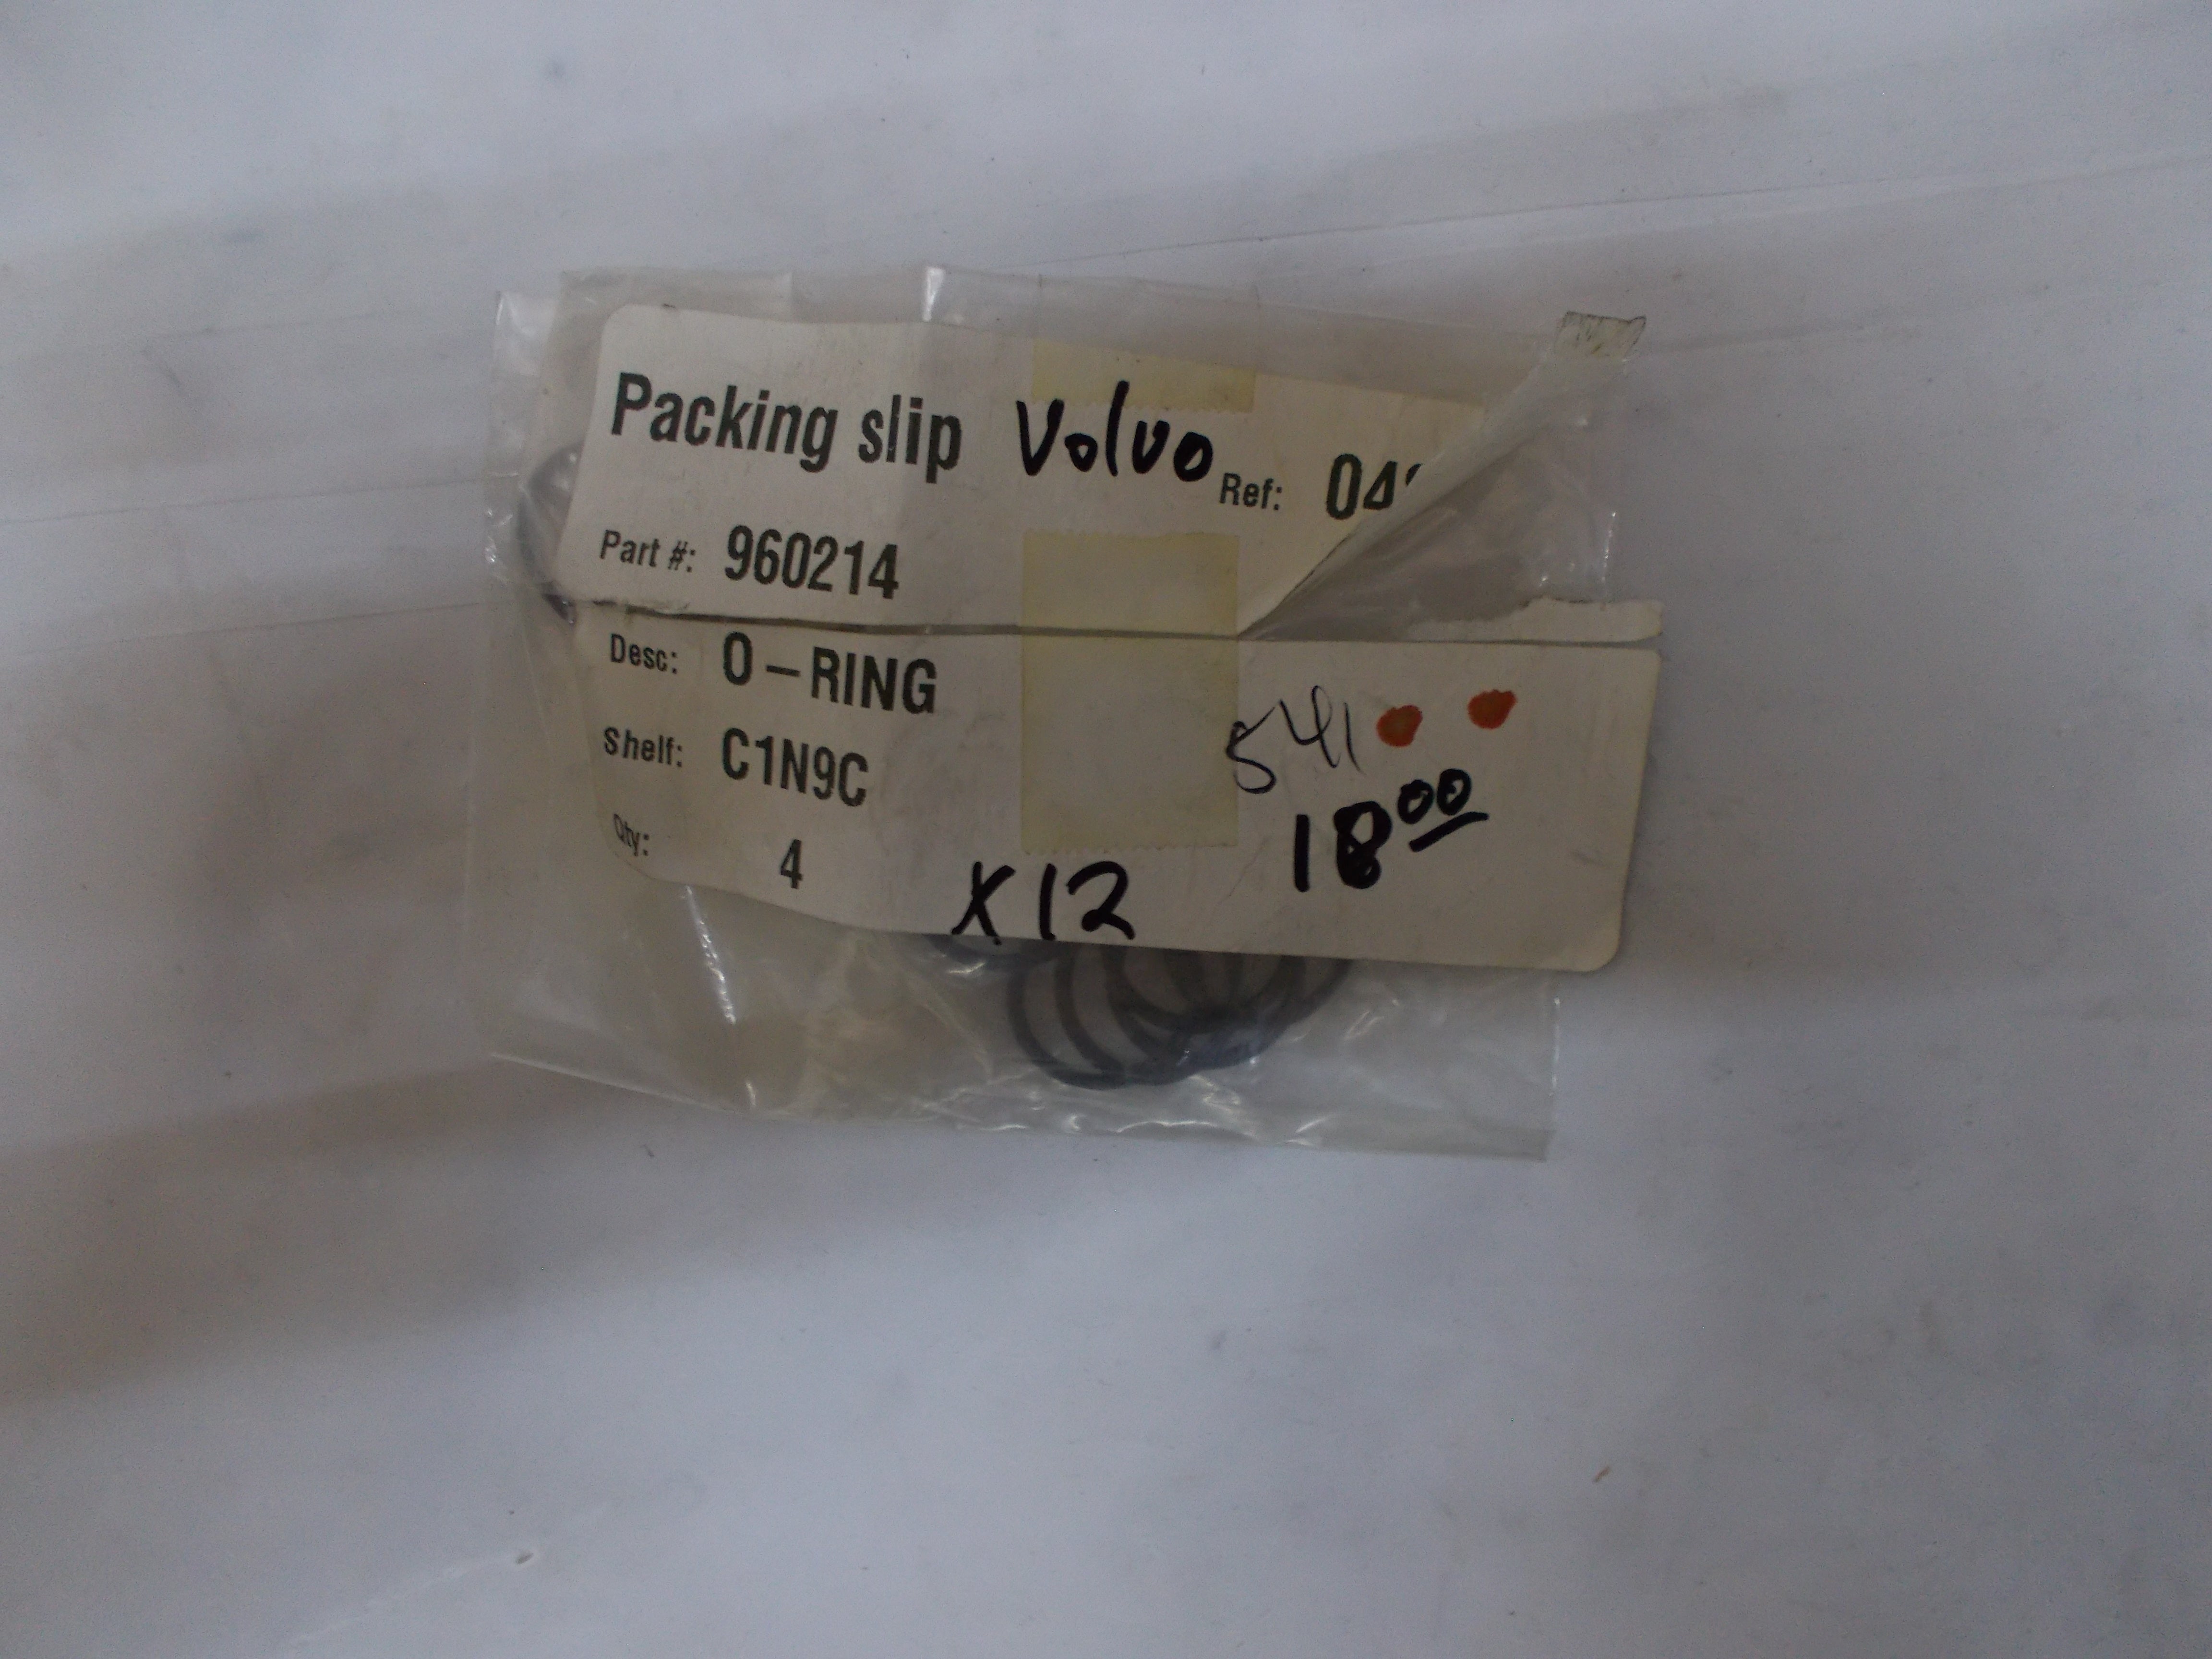 Packing slip Volvo Ref: 04
Part #: 960214
Desc: O-RING
Shelf: C1N9C
541
18 00
Qty: 4 X12